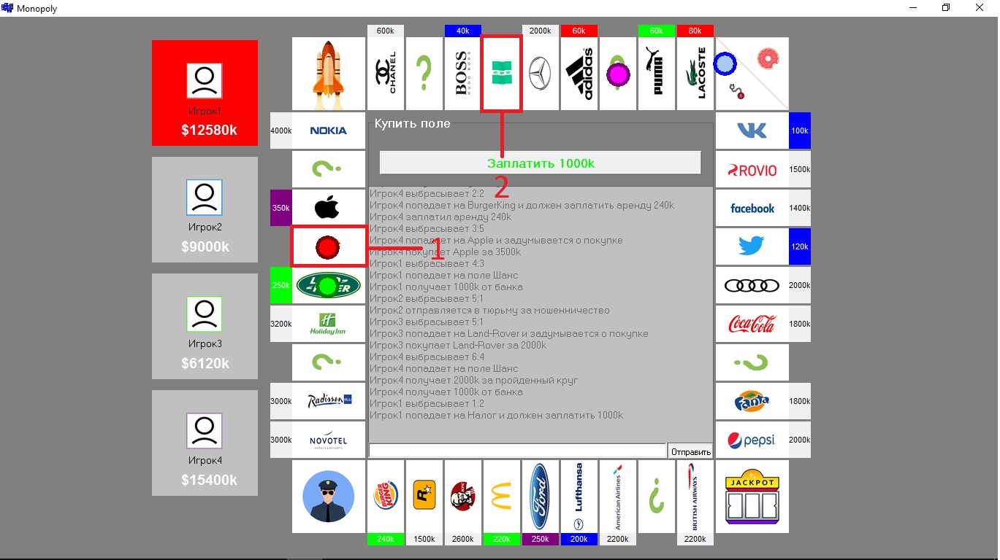 Monopoly
600k
40k
2000k
60k
60k
80k
CHANEL
?
BOSS
HUGO BOSS
$ $ $
adidas
PUMA
LACOSTE
Игрок1
$12580k
Игрок2
$9000k
Игрок3
$6120k
Игрок4
$15400k
4000k
NOKIA
?
350k
250k
3200k
Holiday Inn
?
3000k
Radisson BLU
3000k
NOVOTEL
HOTELS & RESORTS
Купить поле
Заплатить 1000k
2
1
Игрок4 выбрасывает 2:2
Игрок4 попадает на BurgerKing и должен заплатить аренду 240k
Игрок4 заплатил аренду 240k
Игрок4 выбрасывает 3:5
Игрок4 попадает на Apple и задумывается о покупке
Игрок4 покупает Apple за 3500k
Игрок1 выбрасывает 4:3
Игрок1 попадает на поле Шанс
Игрок1 получает 1000k от банка
Игрок2 выбрасывает 5:1
Игрок2 отправляется в тюрьму за мошенничество
Игрок3 выбрасывает 5:1
Игрок3 попадает на Land-Rover и задумывается о покупке
Игрок3 покупает Land-Rover за 2000k
Игрок4 выбрасывает 6:4
Игрок4 попадает на поле Шанс
Игрок4 получает 2000k за пройденный круг
Игрок4 получает 1000k от банка
Игрок1 выбрасывает 1:2
Игрок1 попадает на Налог и должен заплатить 1000k
Отправить
VK
100k
ROVIO
1500k
facebook
1400k
120k
2000k
Coca-Cola
1800k
?
Fanta
1800k
pepsi
2000k
BURGER KING
R
KFC
Ford
Lufthansa
American Airlines
?
BRITISH AIRWAYS
JACKPOT
240k
1500k
2600k
220k
250k
200k
2200k
2200k